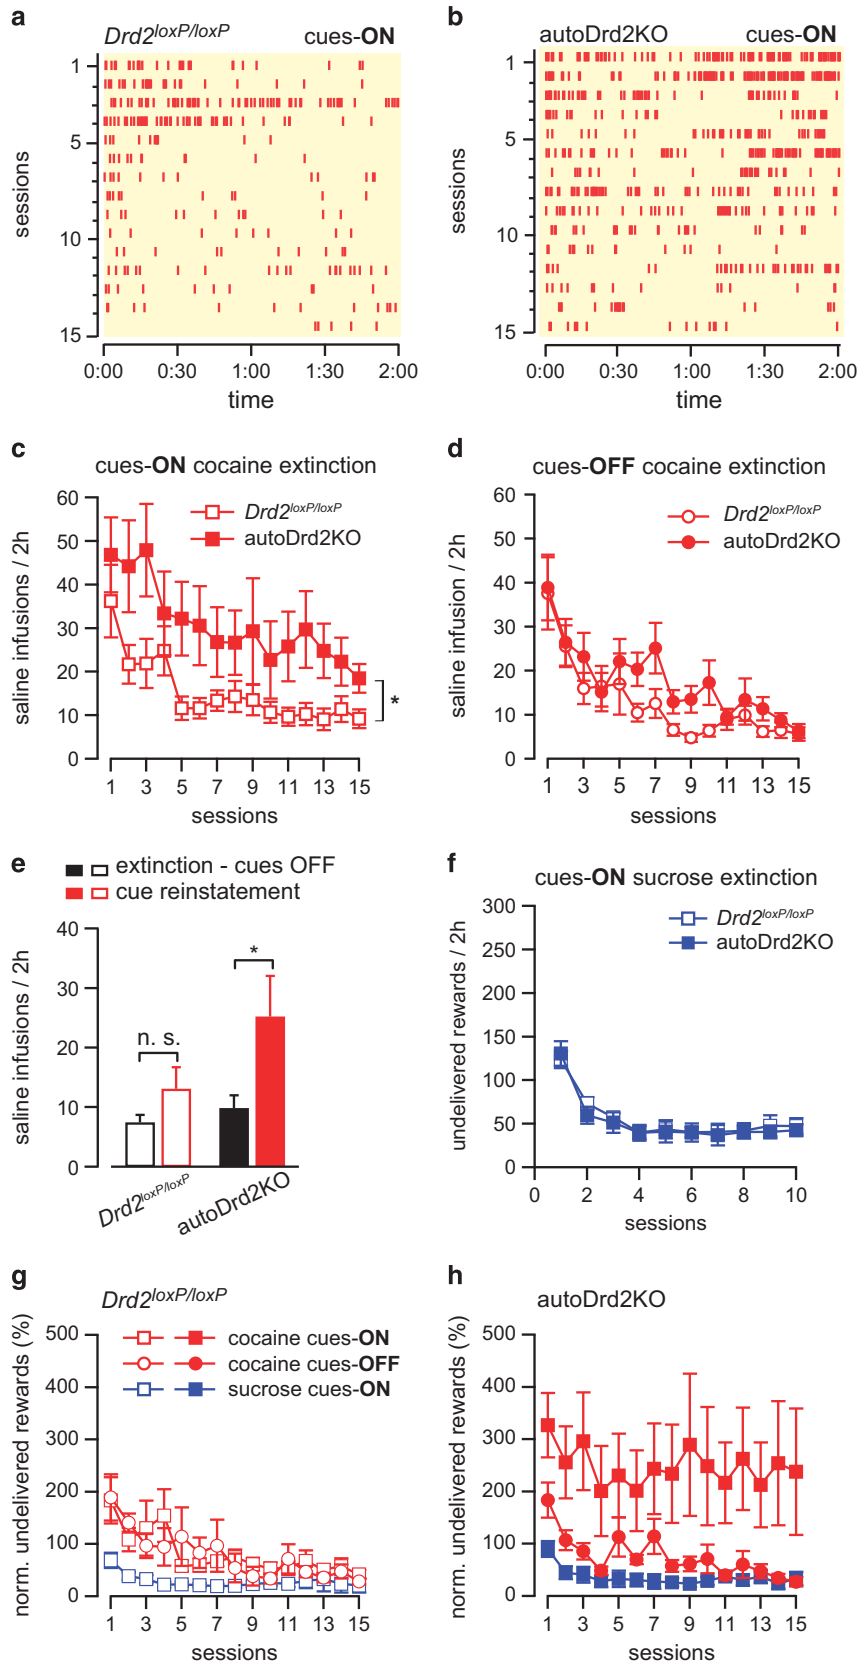 a
Drd2loxP/loxP cues-ON
1
5
10
15
sessions
0:00 0:30 1:00 1:30 2:00
time
b
autoDrd2KO cues-ON
1
5
10
15
sessions
0:00 0:30 1:00 1:30 2:00
time
c
cues-ON cocaine extinction
60
50
40
30
20
10
0
saline infusions / 2h
Drd2loxP/loxP
autoDrd2KO
*
1 3 5 7 9 11 13 15
sessions
d
cues-OFF cocaine extinction
60
50
40
30
20
10
0
saline infusion / 2h
Drd2loxP/loxP
autoDrd2KO
1 3 5 7 9 11 13 15
sessions
e
extinction - cues OFF
cue reinstatement
40
30
20
10
0
saline infusions / 2h
n. s.
*
Drd2loxP/loxP
autoDrd2KO
f
cues-ON sucrose extinction
300
250
200
150
100
50
0
undelivered rewards / 2h
Drd2loxP/loxP
autoDrd2KO
0 2 4 6 8 10
sessions
g
Drd2loxP/loxP
500
400
300
200
100
0
norm. undelivered rewards (%)
cocaine cues-ON
cocaine cues-OFF
sucrose cues-ON
1 3 5 7 9 11 13 15
sessions
h
autoDrd2KO
500
400
300
200
100
0
norm. undelivered rewards (%)
1 3 5 7 9 11 13 15
sessions